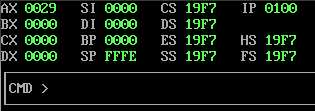 AX 0029 SI 0000 CS 19F7 IP 0100
BX 0000 DI 0000 DS 19F7
CX 0000 BP 0000 ES 19F7 HS 19F7
DX 0000 SP FFFE SS 19F7 FS 19F7
CMD >